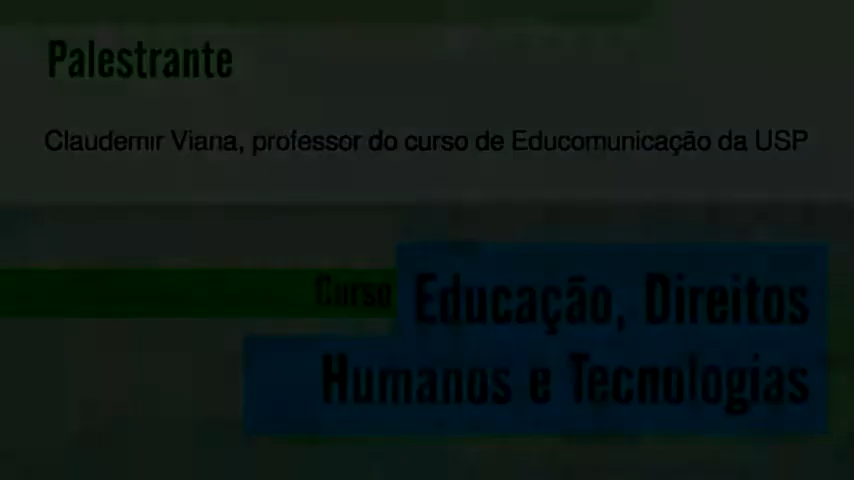 Palestrante
Claudemir Viana, professor do curso de Educomunicação da USP
Curso Educação, Direitos
Humanos e Tecnologias